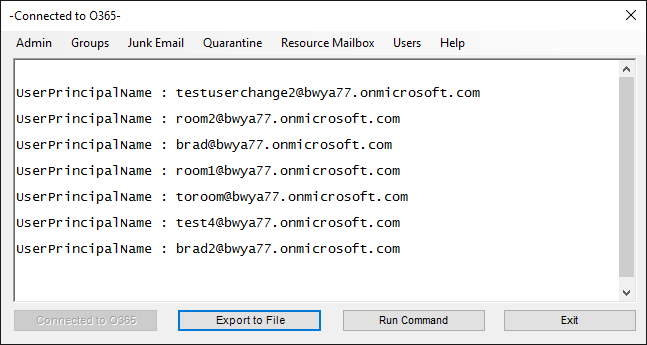 -Connected to O365-
Admin Groups Junk Email Quarantine Resource Mailbox Users Help
UserPrincipalName : testuserchange2@bwya77.onmicrosoft.com
UserPrincipalName : room2@bwya77.onmicrosoft.com
UserPrincipalName : brad@bwya77.onmicrosoft.com
UserPrincipalName : room1@bwya77.onmicrosoft.com
UserPrincipalName : toroom@bwya77.onmicrosoft.com
UserPrincipalName : test4@bwya77.onmicrosoft.com
UserPrincipalName : brad2@bwya77.onmicrosoft.com
Connected to O365 Export to File Run Command Exit